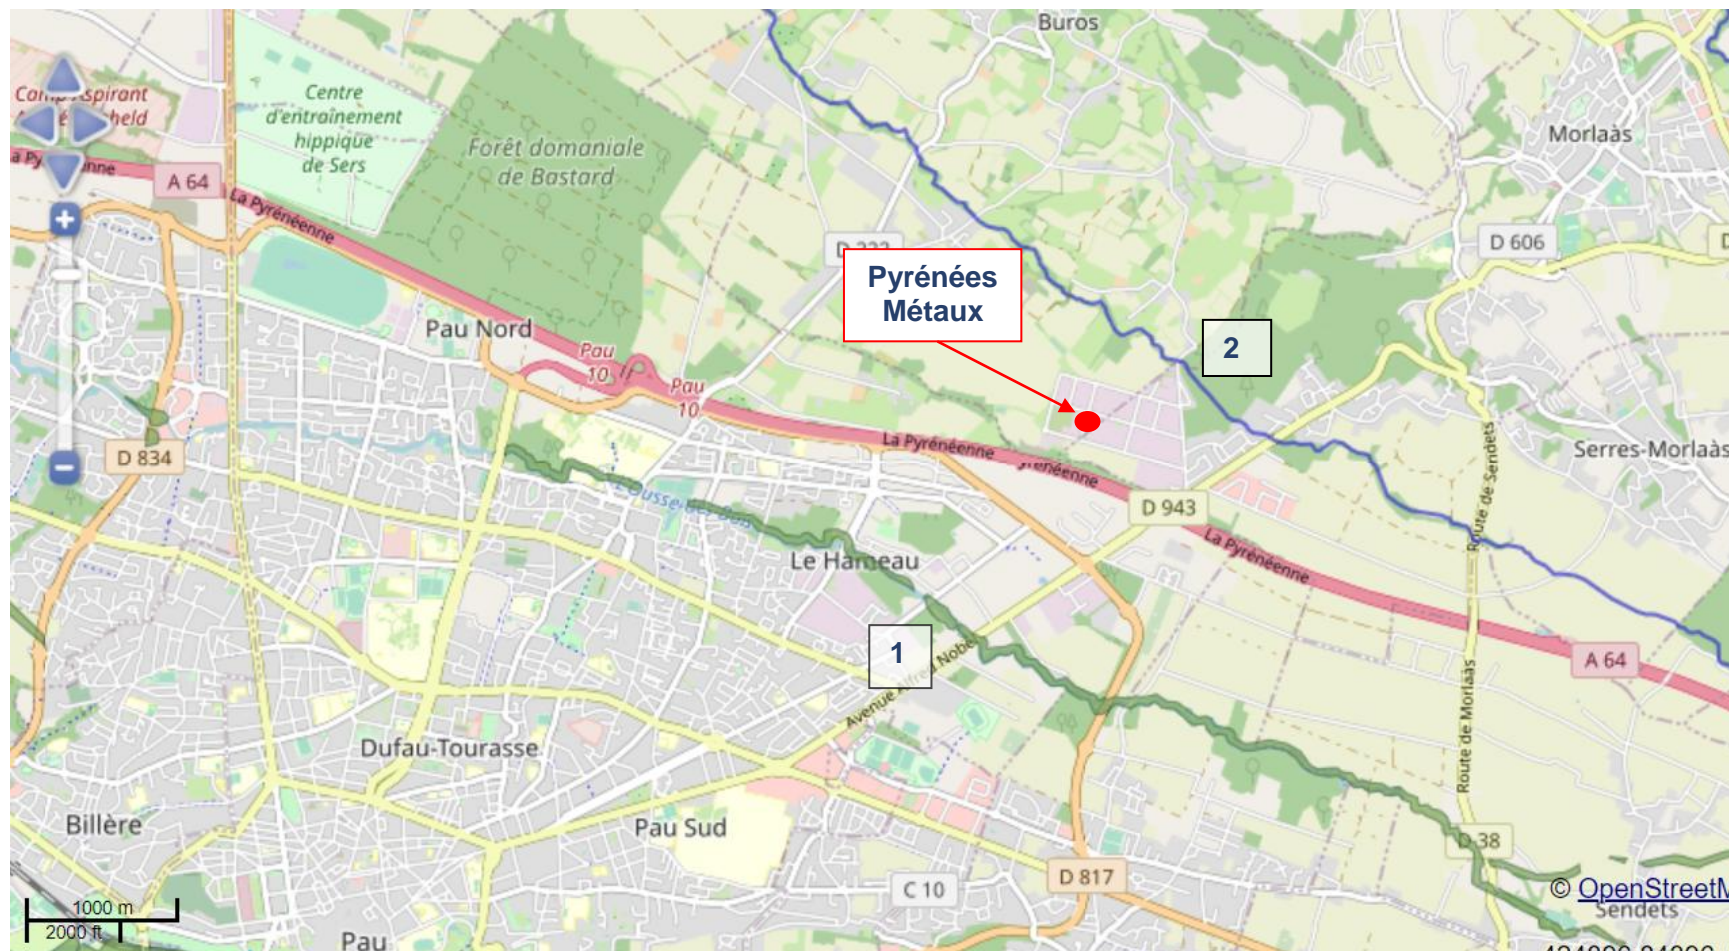 Buros
Centre
d'entraînement
hippique
de Sers
Forêt domaniale
de Bastard
Morlaàs
A 64
La Pyrénéenne
D 606
Pyrénées
Métaux
Pau Nord
Pau
10
Pau
10
2
La Pyrénéenne
D 834
Serres-Morlaàs
Route de Sendets
D 943
La Pyrénéenne
Le Hameau
1
Avenue Alfred Nobel
A 64
Route de Morlaàs
Dufau-Tourasse
Billère
Pau Sud
D 38
D 817
C 10
© OpenStreetM
Sendets
1000 m
2000 ft
Pau